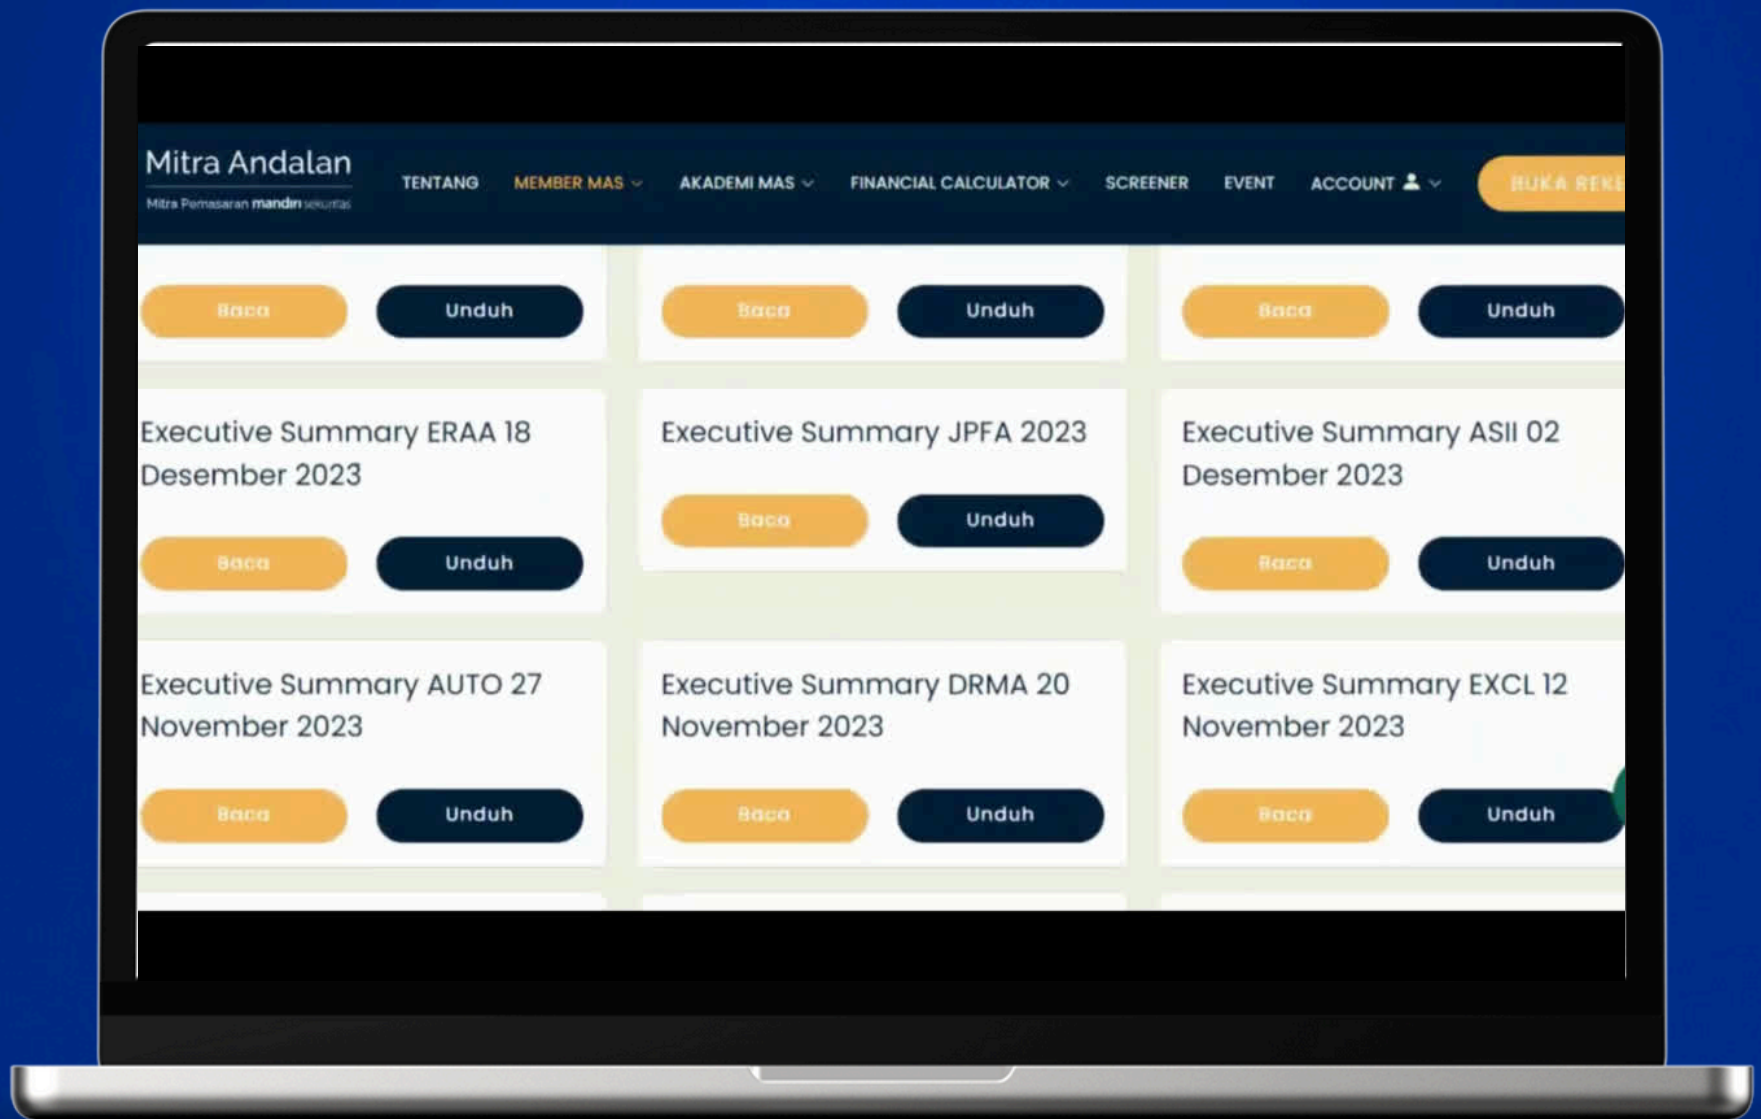 Mitra Andalan
Mitra Pemasaran mandiri sekuritas
TENTANG MEMBER MAS AKADEMI MAS FINANCIAL CALCULATOR SCREENER EVENT ACCOUNT BUKA REKE
Baca Unduh Baca Unduh Baca Unduh
Executive Summary ERAA 18
Desember 2023
Baca Unduh
Executive Summary JPFA 2023
Baca Unduh
Executive Summary ASII 02
Desember 2023
Baca Unduh
Executive Summary AUTO 27
November 2023
Baca Unduh
Executive Summary DRMA 20
November 2023
Baca Unduh
Executive Summary EXCL 12
November 2023
Baca Unduh